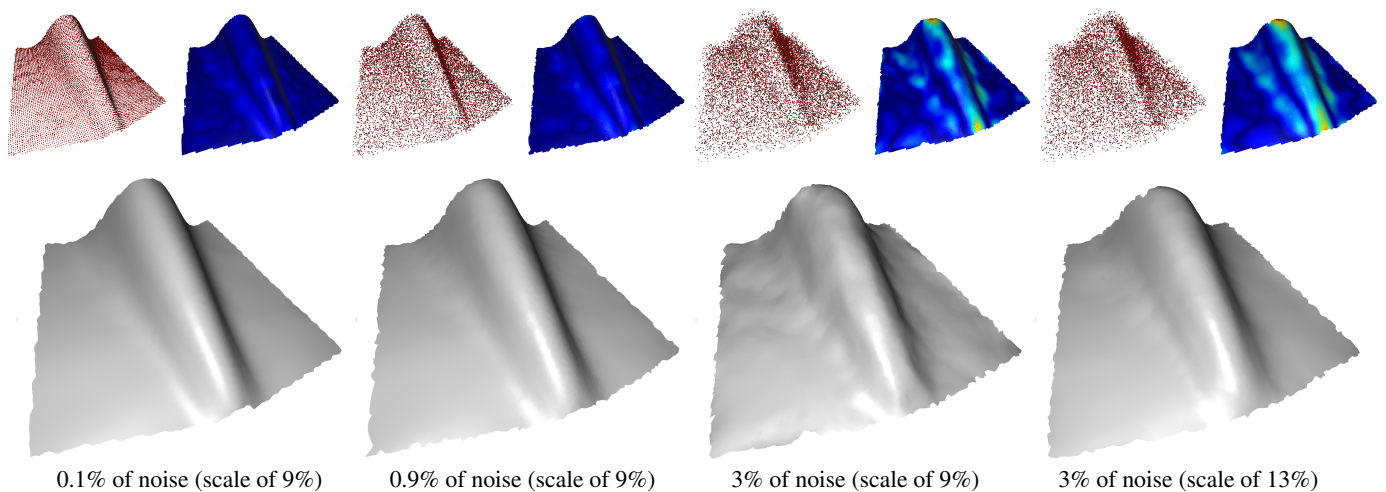 0.1% of noise (scale of 9%)
0.9% of noise (scale of 9%)
3% of noise (scale of 9%)
3% of noise (scale of 13%)